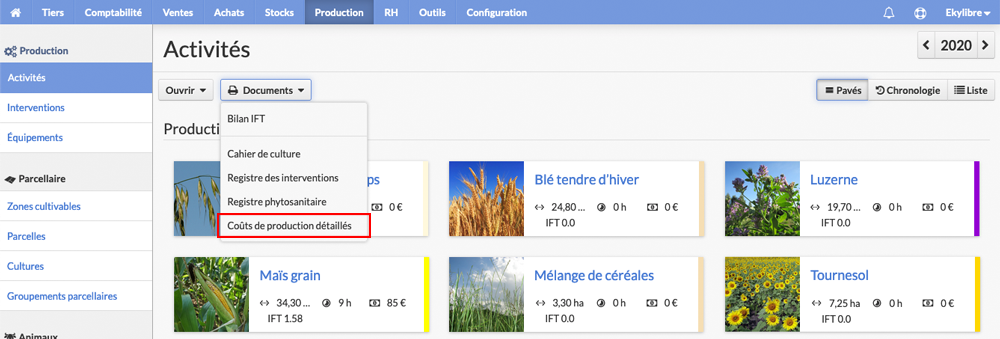 Tiers Comptabilité Ventes Achats Stocks Production RH Outils Configuration Ekylibre
Production
Activités
Interventions
Équipements
Parcellaire
Zones cultivables
Parcelles
Cultures
Groupements parcellaires
Animaux
Activités
2020
Ouvrir
Documents
Pavés Chronologie Liste
Bilan IFT
Cahier de culture
Registre des interventions
Registre phytosanitaire
Coûts de production détaillés
Producti
ps
0 €
Blé tendre d'hiver
24,80 ... 0 h 0 €
IFT 0.0
Luzerne
19,70 ... 0 h 0 €
IFT 0.0
Maïs grain
34,30 ... 9 h 85 €
IFT 1.58
Mélange de céréales
3,30 ha 0 h 0 €
IFT 0.0
Tournesol
7,25 ha 0 h 0 €
IFT 0.0